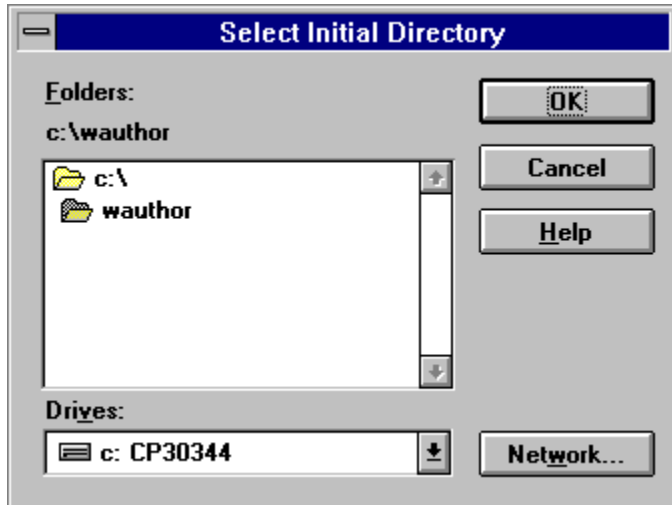 Select Initial Directory
Folders:
c:\wauthor
c:\
wauthor
OK
Cancel
Help
Drives:
c: CP30344
Network...